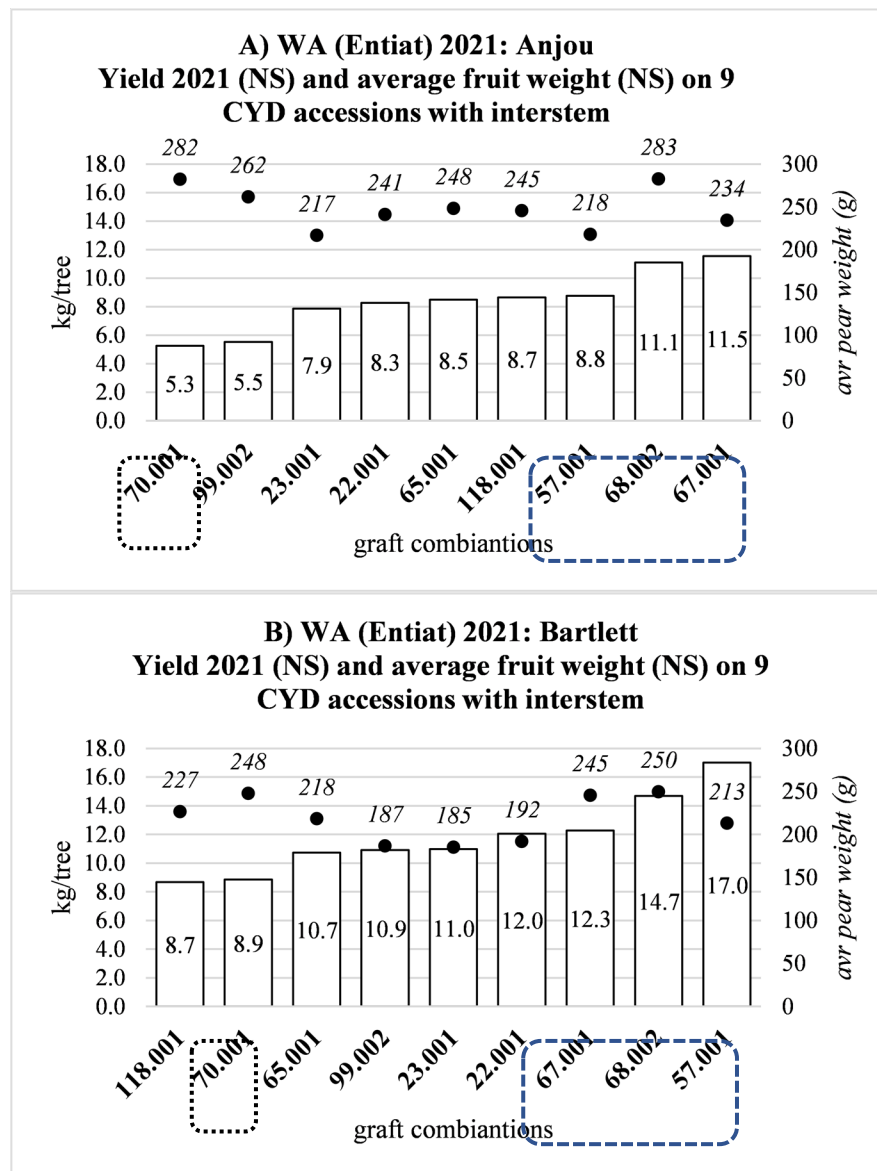 A) WA (Entiat) 2021: Anjou
Yield 2021 (NS) and average fruit weight (NS) on 9
CYD accessions with interstem
282 262 217 241 248 245 218 283 234
18.0 300
16.0 250
14.0 200
12.0 150
10.0 100
8.0 50
6.0 0
4.0
2.0
0.0
kg/tree
avr pear weight (g)
5.3 5.5 7.9 8.3 8.5 8.7 8.8 11.1 11.5
70.001 99.002 23.001 22.001 65.001 118.001 57.001 68.002 67.001
graft combiantions
B) WA (Entiat) 2021: Bartlett
Yield 2021 (NS) and average fruit weight (NS) on 9
CYD accessions with interstem
227 248 218 187 185 192 245 250 213
18.0 300
16.0 250
14.0 200
12.0 150
10.0 100
8.0 50
6.0 0
4.0
2.0
0.0
kg/tree
avr pear weight (g)
8.7 8.9 10.7 10.9 11.0 12.0 12.3 14.7 17.0
118.001 70.001 65.001 99.002 23.001 22.001 67.001 68.002 57.001
graft combiantions